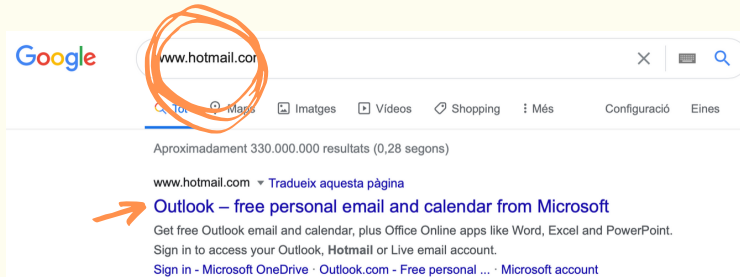 Google
www.hotmail.com
Tot Maps Imatges Vídeos Shopping Més Configuració Eines
Aproximadament 330.000.000 resultats (0,28 segons)
www.hotmail.com Tradueix aquesta pàgina
Outlook – free personal email and calendar from Microsoft
Get free Outlook email and calendar, plus Office Online apps like Word, Excel and PowerPoint.
Sign in to access your Outlook, Hotmail or Live email account.
Sign in - Microsoft OneDrive · Outlook.com - Free personal ... · Microsoft account